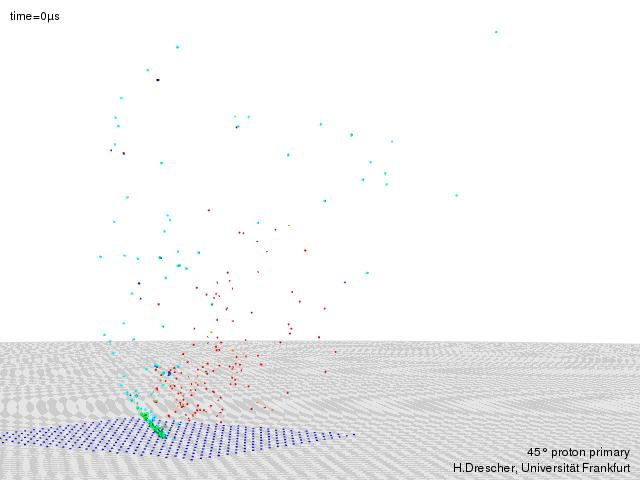 time=0µs
45° proton primary
H.Drescher, Universität Frankfurt